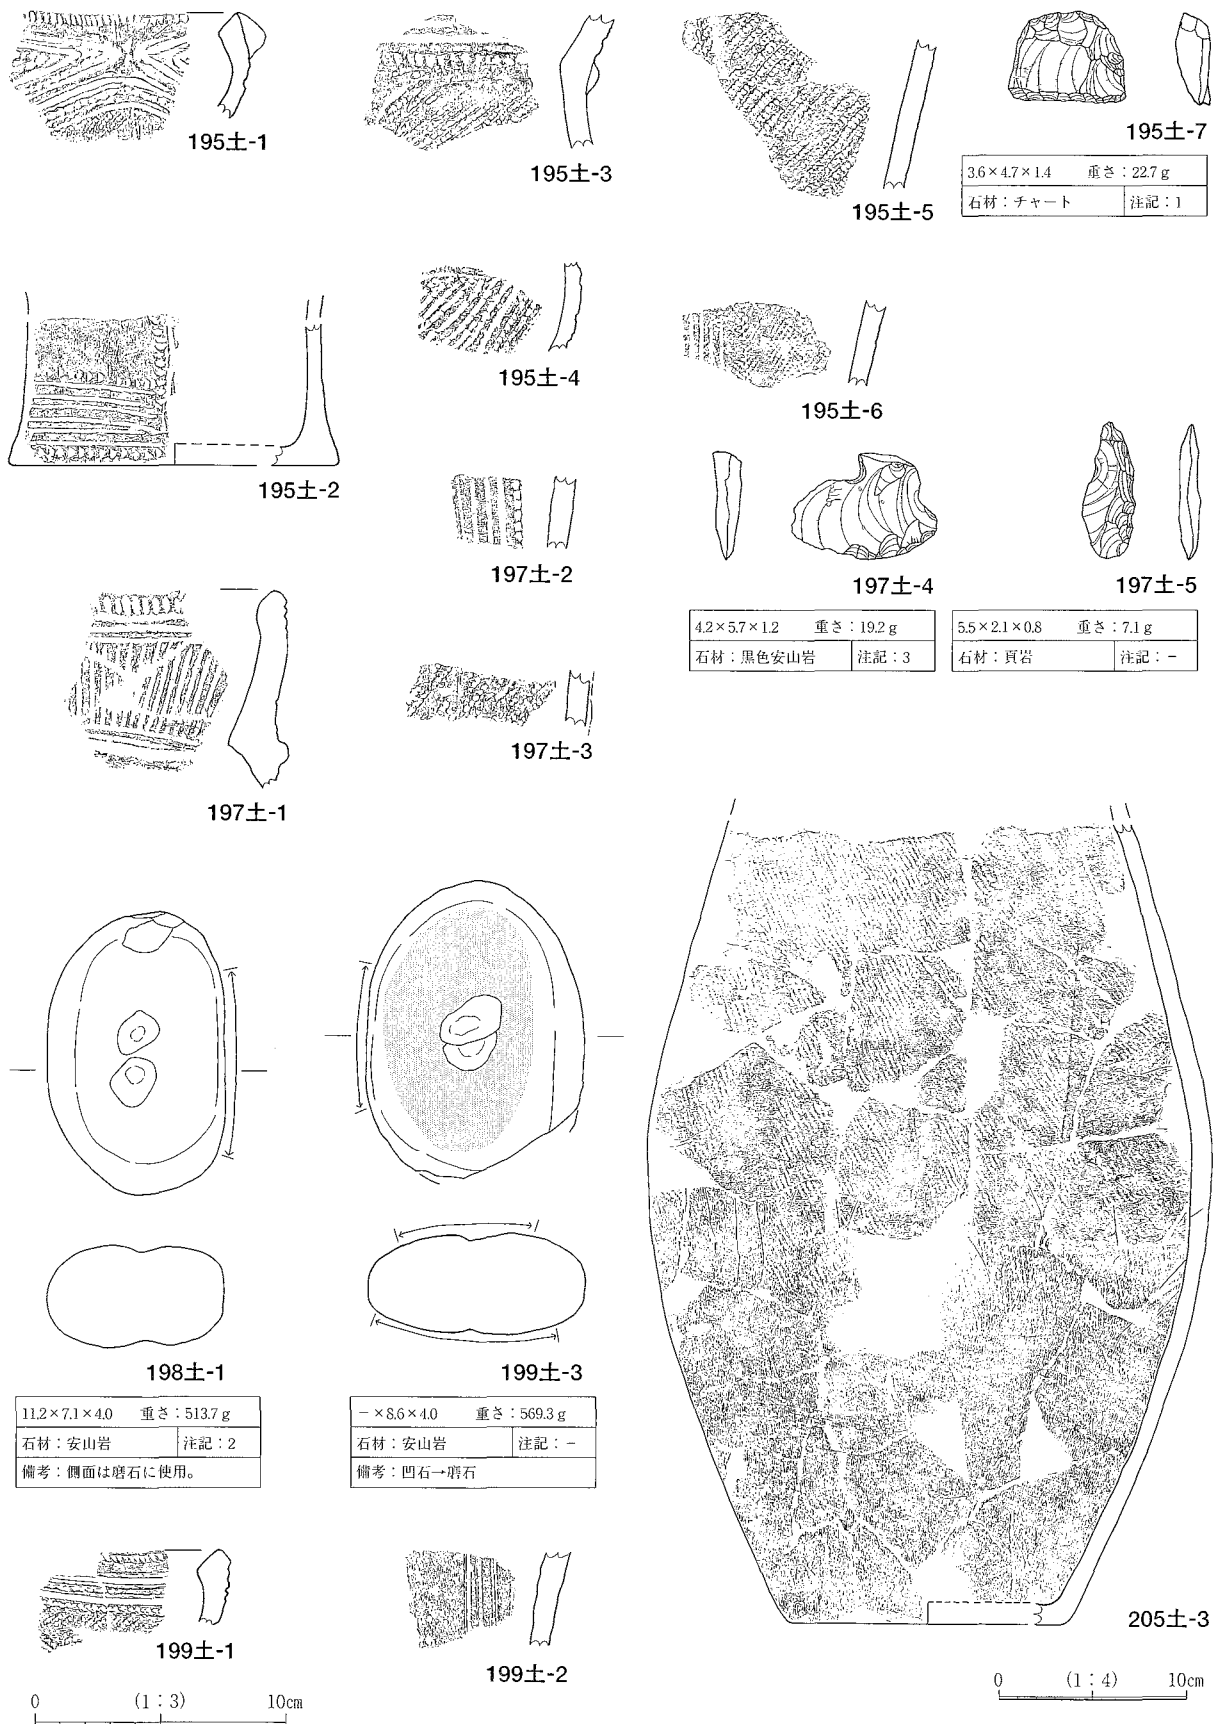 195土-1
195土-3
195土-5
195土-7
3.6×4.7×1.4 重さ：22.7g
石材：チャート 注記：1
195土-2
195土-4
195土-6
197土-2
197土-4
197土-5
4.2×5.7×1.2 重さ：19.2g
石材：黒色安山岩 注記：3
5.5×2.1×0.8 重さ：7.1g
石材：頁岩 注記：−
197土-1
197土-3
198土-1
11.2×7.1×4.0 重さ：513.7g
石材：安山岩 注記：2
備考：側面は磨石に使用。
199土-3
−×8.6×4.0 重さ：569.3g
石材：安山岩 注記：−
備考：凹石→磨石
199土-1
199土-2
205土-3
0 (1：3) 10cm
0 (1：4) 10cm